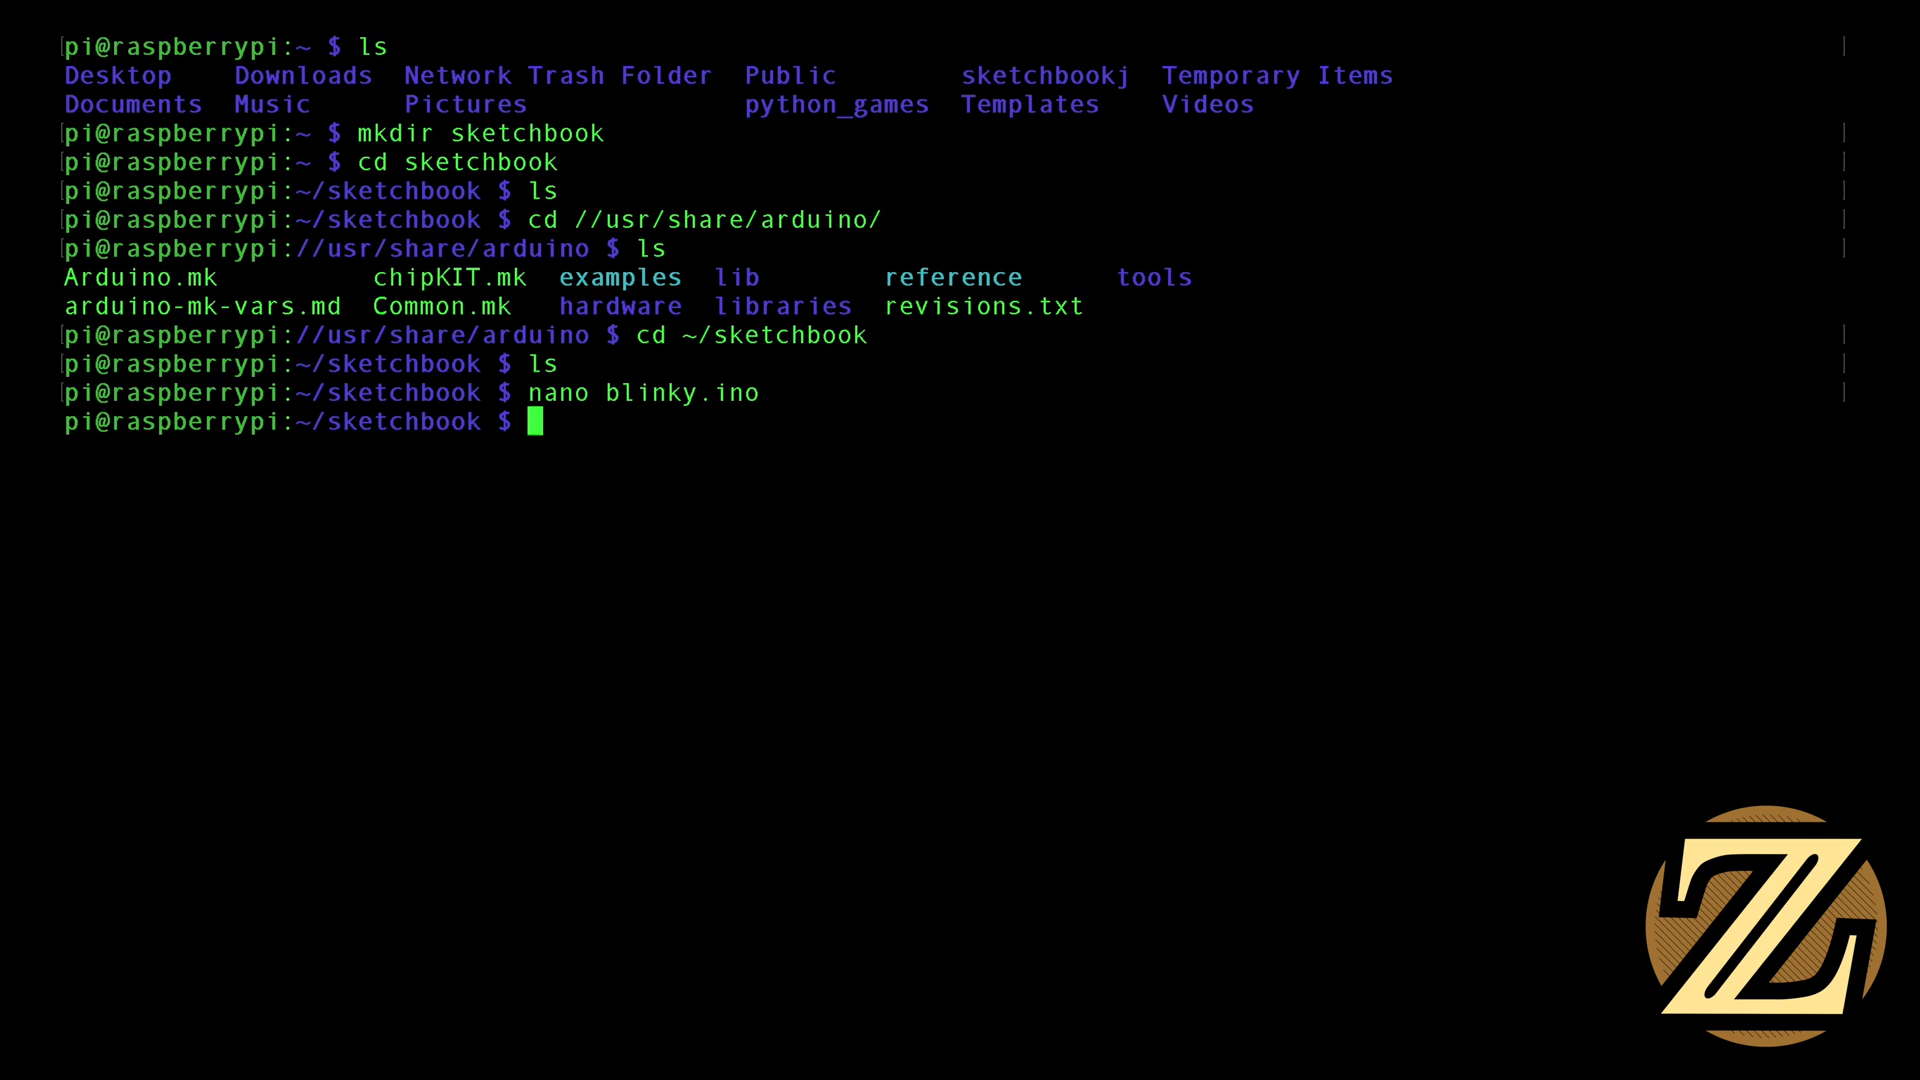 pi@raspberrypi:~ $ ls
Desktop    Downloads  Network Trash Folder  Public        sketchbookj  Temporary Items
Documents  Music      Pictures              python_games  Templates    Videos
pi@raspberrypi:~ $ mkdir sketchbook
pi@raspberrypi:~ $ cd sketchbook
pi@raspberrypi:~/sketchbook $ ls
pi@raspberrypi:~/sketchbook $ cd //usr/share/arduino/
pi@raspberrypi://usr/share/arduino $ ls
Arduino.mk          chipKIT.mk  examples  lib        reference      tools
arduino-mk-vars.md  Common.mk   hardware  libraries  revisions.txt
pi@raspberrypi://usr/share/arduino $ cd ~/sketchbook
pi@raspberrypi:~/sketchbook $ ls
pi@raspberrypi:~/sketchbook $ nano blinky.ino
pi@raspberrypi:~/sketchbook $
Z